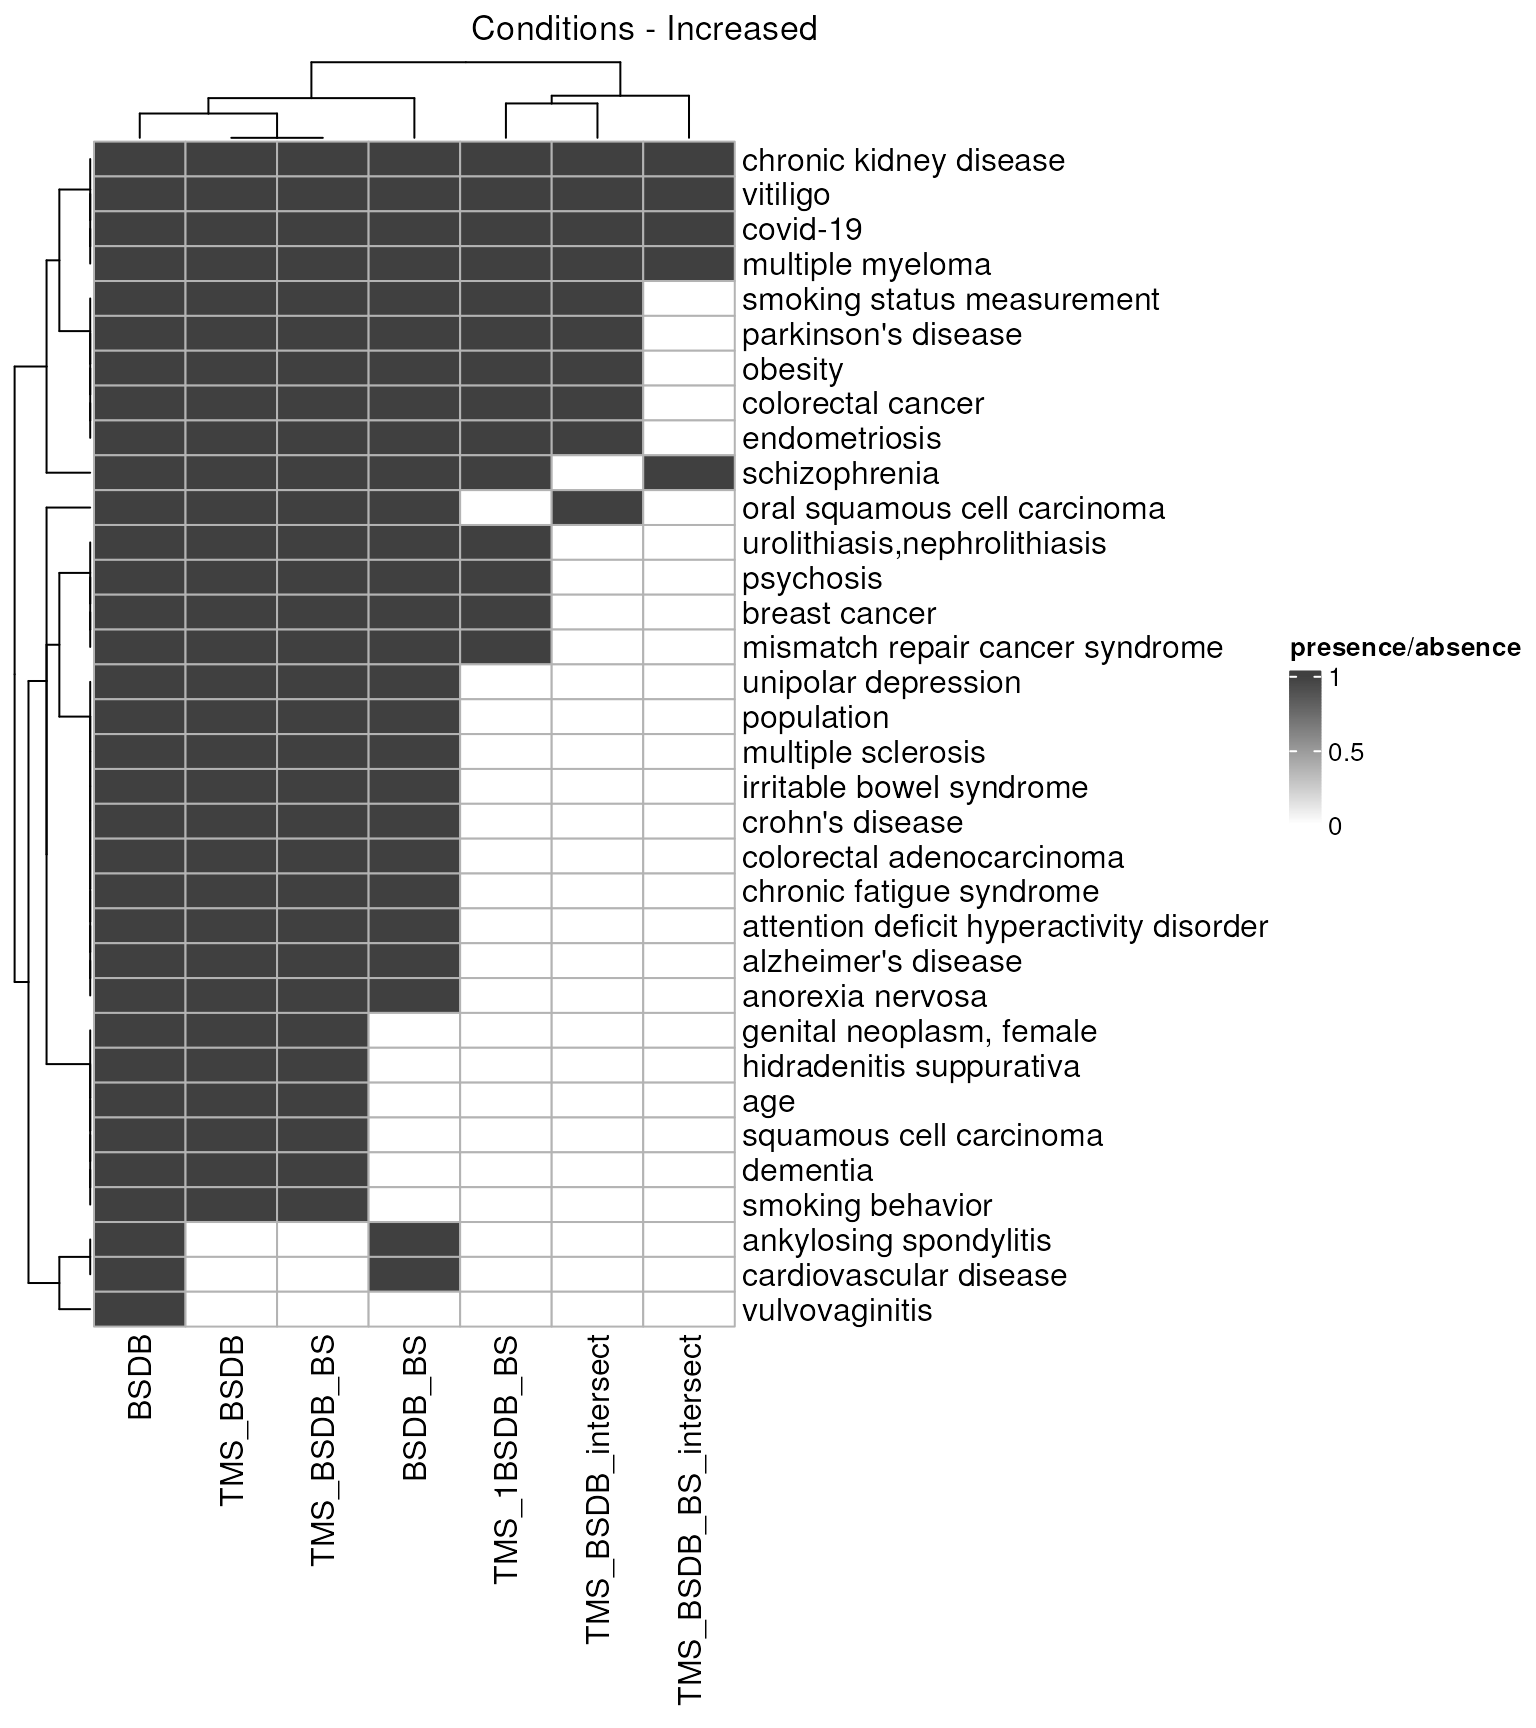 Conditions - Increased
chronic kidney disease
vitiligo
covid-19
multiple myeloma
smoking status measurement
parkinson's disease
obesity
colorectal cancer
endometriosis
schizophrenia
oral squamous cell carcinoma
urolithiasis,nephrolithiasis
psychosis
breast cancer
mismatch repair cancer syndrome
unipolar depression
population
multiple sclerosis
irritable bowel syndrome
crohn's disease
colorectal adenocarcinoma
chronic fatigue syndrome
attention deficit hyperactivity disorder
alzheimer's disease
anorexia nervosa
genital neoplasm, female
hidradenitis suppurativa
age
squamous cell carcinoma
dementia
smoking behavior
ankylosing spondylitis
cardiovascular disease
vulvovaginitis
BSDB
TMS_BSDB
TMS_BSDB_BS
BSDB_BS
TMS_1BSDB_BS
TMS_BSDB_intersect
TMS_BSDB_BS_intersect
presence/absence
1
0.5
0